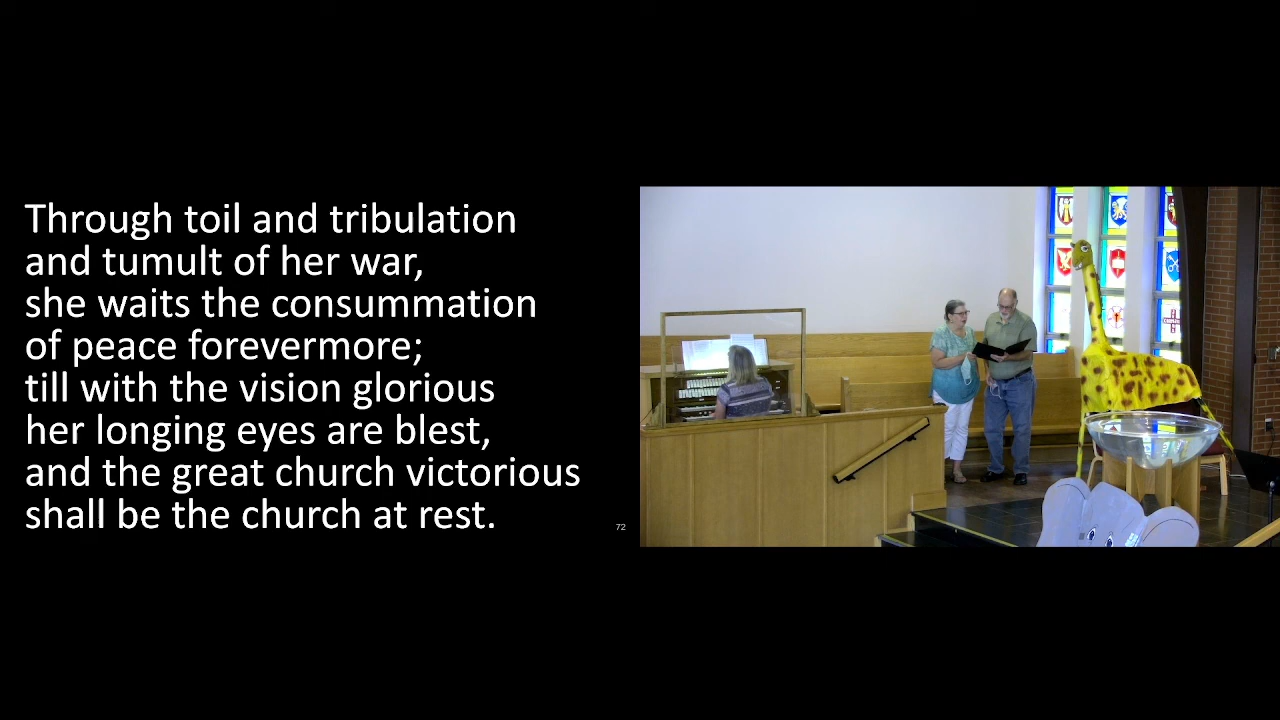 Through toil and tribulation
and tumult of her war,
she waits the consummation
of peace forevermore;
till with the vision glorious
her longing eyes are blest,
and the great church victorious
shall be the church at rest.
72